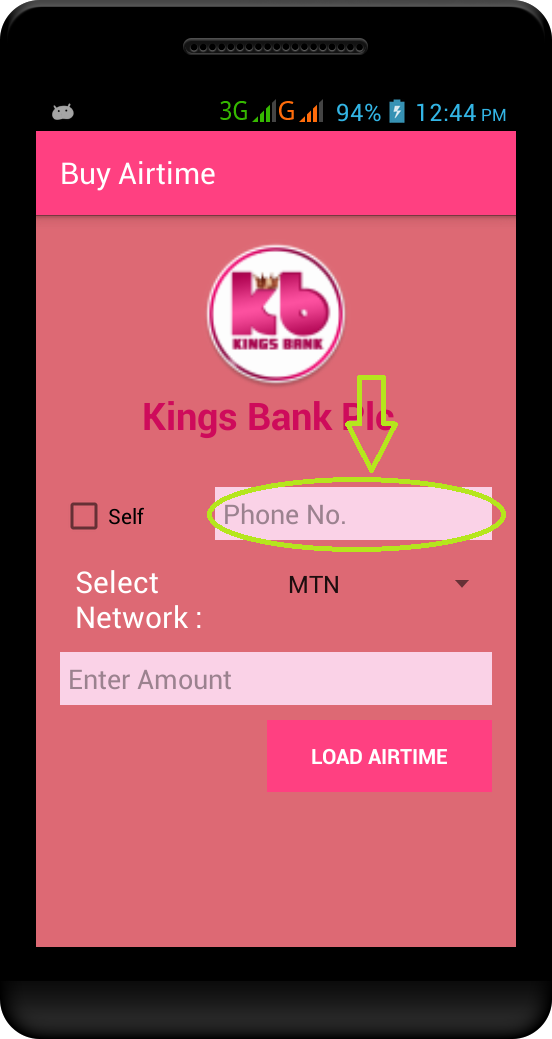 3G G 94% 12:44 PM
Buy Airtime
kb
KINGS BANK
Kings Bank Plc
Self Phone No.
Select MTN
Network :
Enter Amount
LOAD AIRTIME